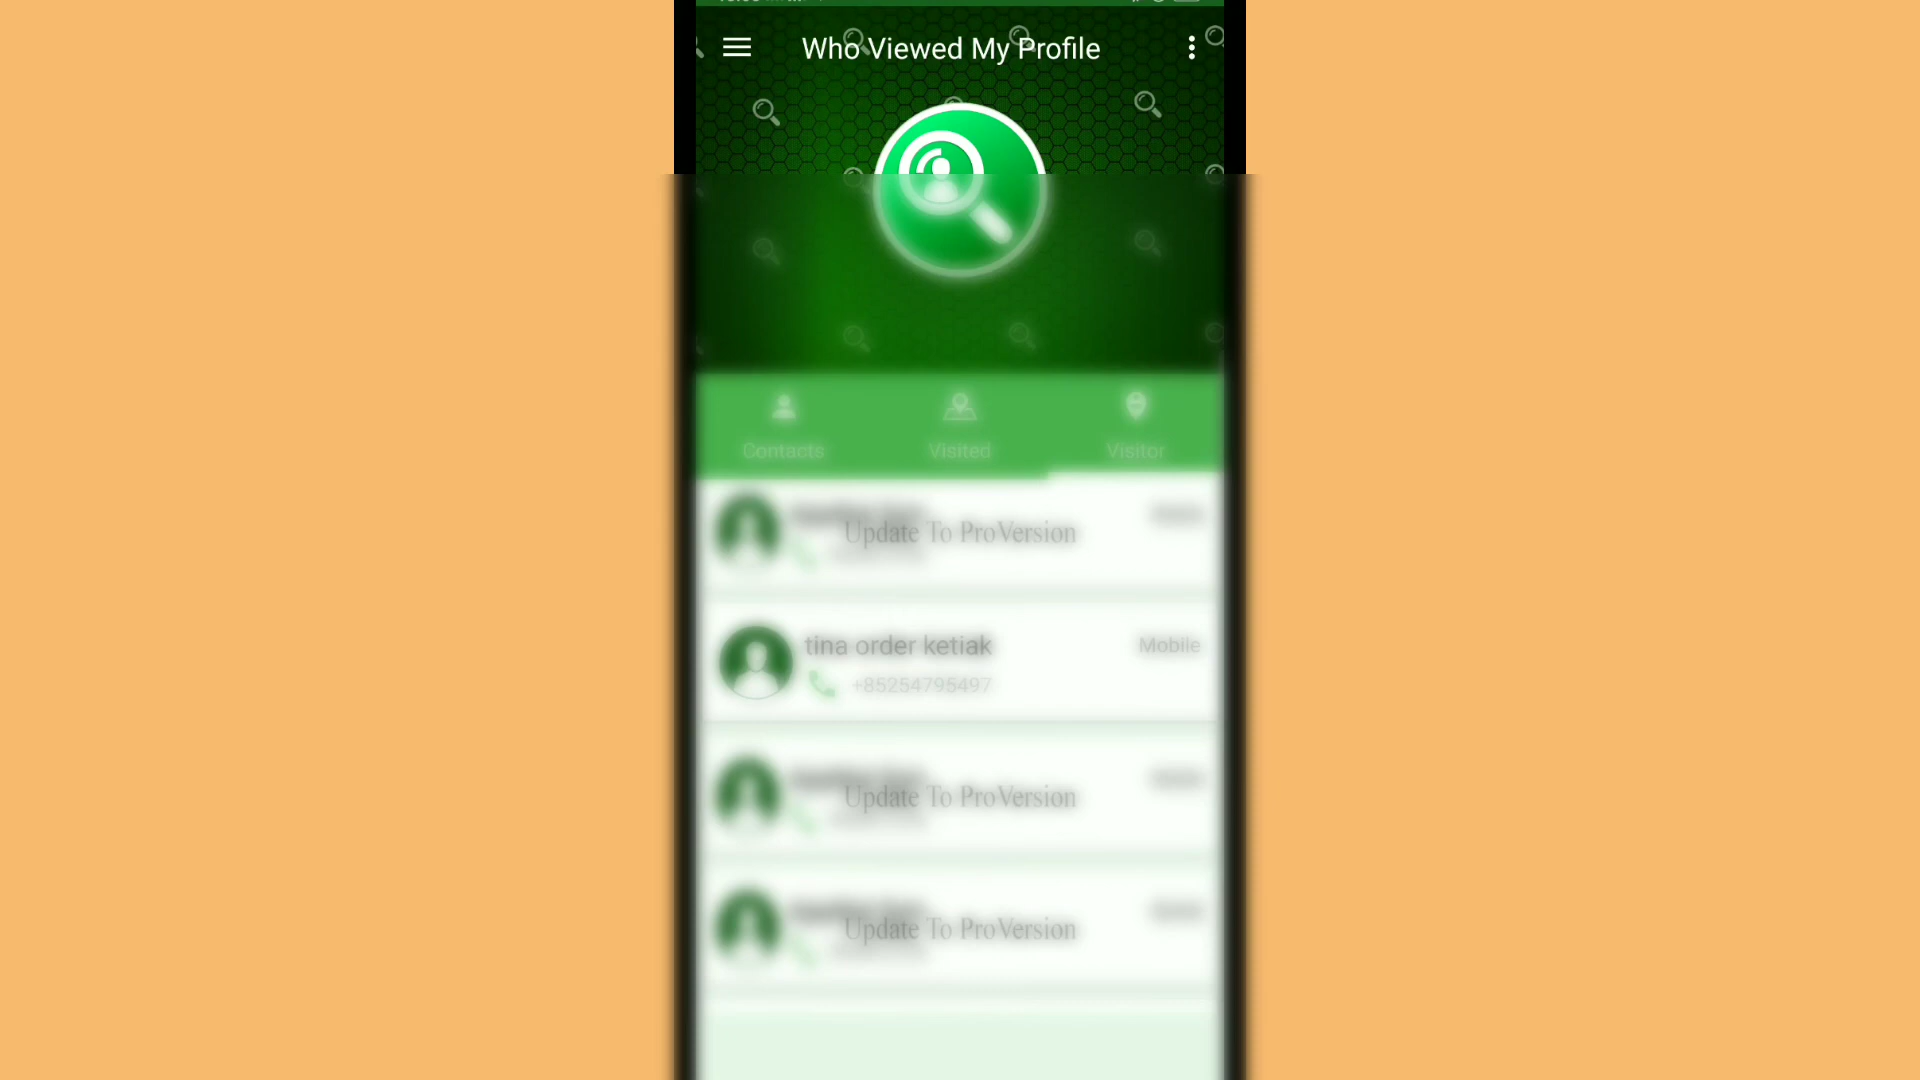 Who Viewed My Profile
Contacts
Visited
Visitor
Update To ProVersion
tina order ketiak
Mobile
+85254795497
Update To ProVersion
Update To ProVersion